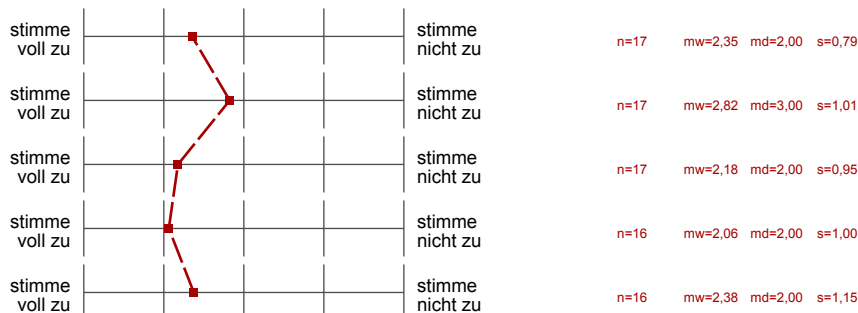 stimme voll zu stimme nicht zu n=17 mw=2,35 md=2,00 s=0,79
stimme voll zu stimme nicht zu n=17 mw=2,82 md=3,00 s=1,01
stimme voll zu stimme nicht zu n=17 mw=2,18 md=2,00 s=0,95
stimme voll zu stimme nicht zu n=16 mw=2,06 md=2,00 s=1,00
stimme voll zu stimme nicht zu n=16 mw=2,38 md=2,00 s=1,15